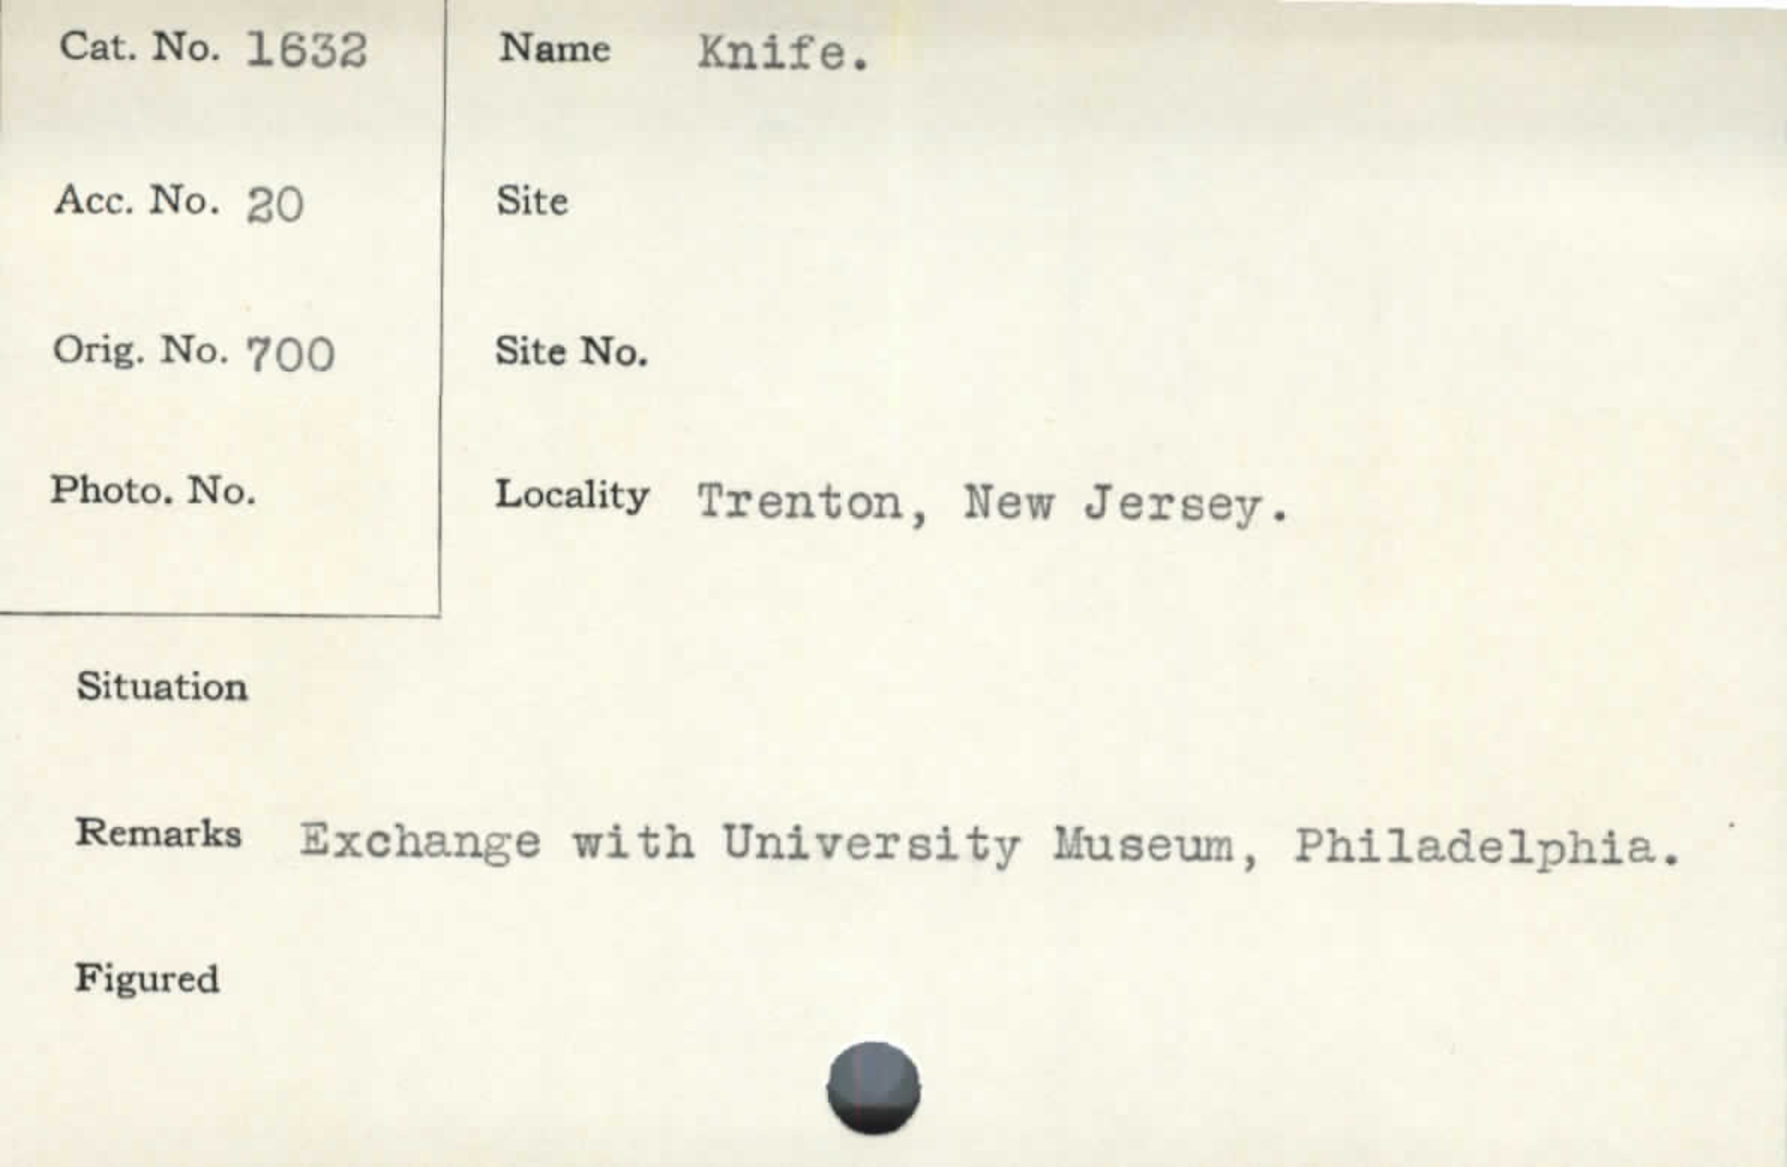 Cat. No. 1632
Name Knife.
Acc. No. 20
Site
Orig. No. 700
Site No.
Photo. No.
Locality Trenton, New Jersey.
Situation
Remarks Exchange with University Museum, Philadelphia.
Figured